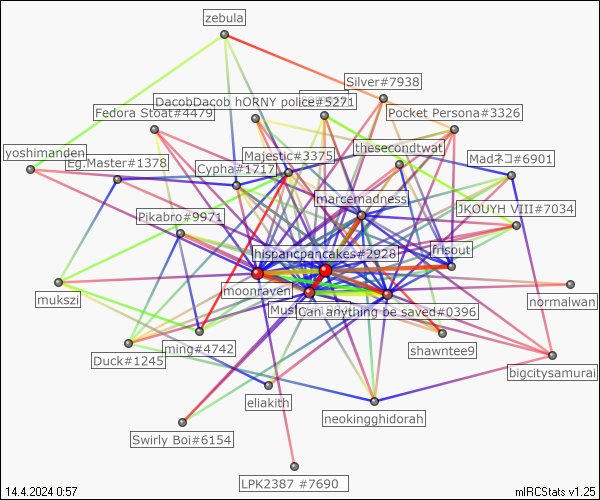 zebula
Silver#7938
DacobDacob hORNY police#5271
Fedora Stoat#4479
Pocket Persona#3326
thesecondtwat
yoshimanden
Majestic#3375
Eg.Master#1378
Cypha#1717
Madネコ#6901
marcemadness
Pikabro#9971
JKOUYH VIII#7034
hispancpancakes#2928
frisout
moonraven
mukszi
normalwan
Can anything be saved#0396
ming#4742
shawntee9
Duck#1245
bigcitysamurai
eliakith
neokingghidorah
Swirly Boi#6154
LPK2387 #7690
14.4.2024 0:57
mIRCStats v1.25